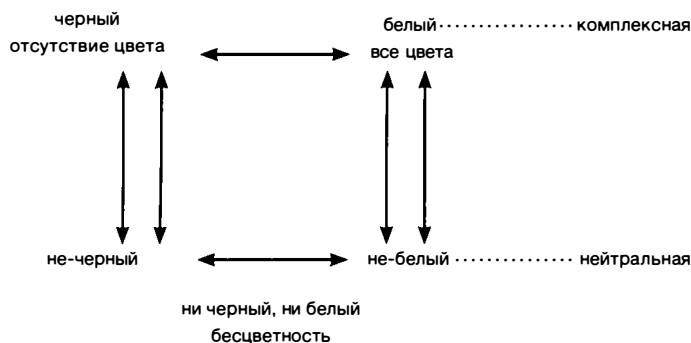 черный
отсутствие цвета
белый ................ комплексная
все цвета
не-черный
не-белый ................ нейтральная
ни черный, ни белый
бесцветность